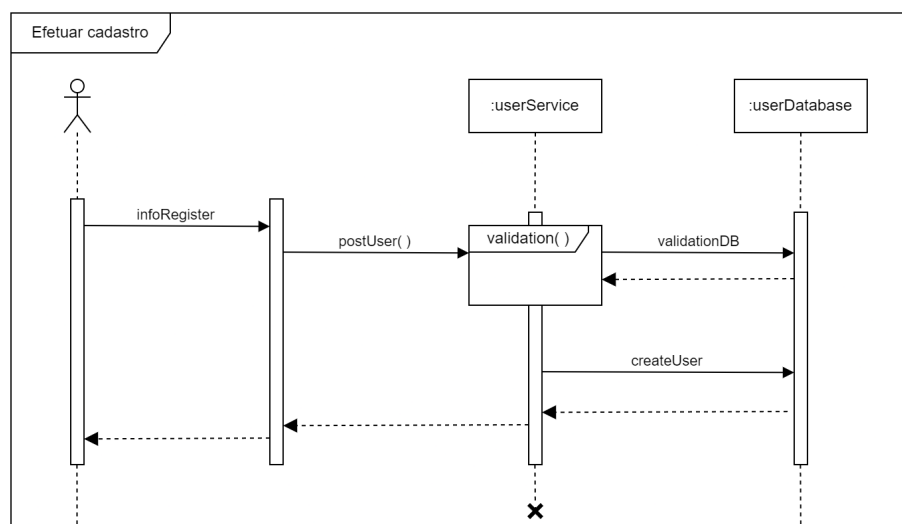 Efetuar cadastro
:userService
:userDatabase
infoRegister
postUser( )
validation( )
validationDB
createUser